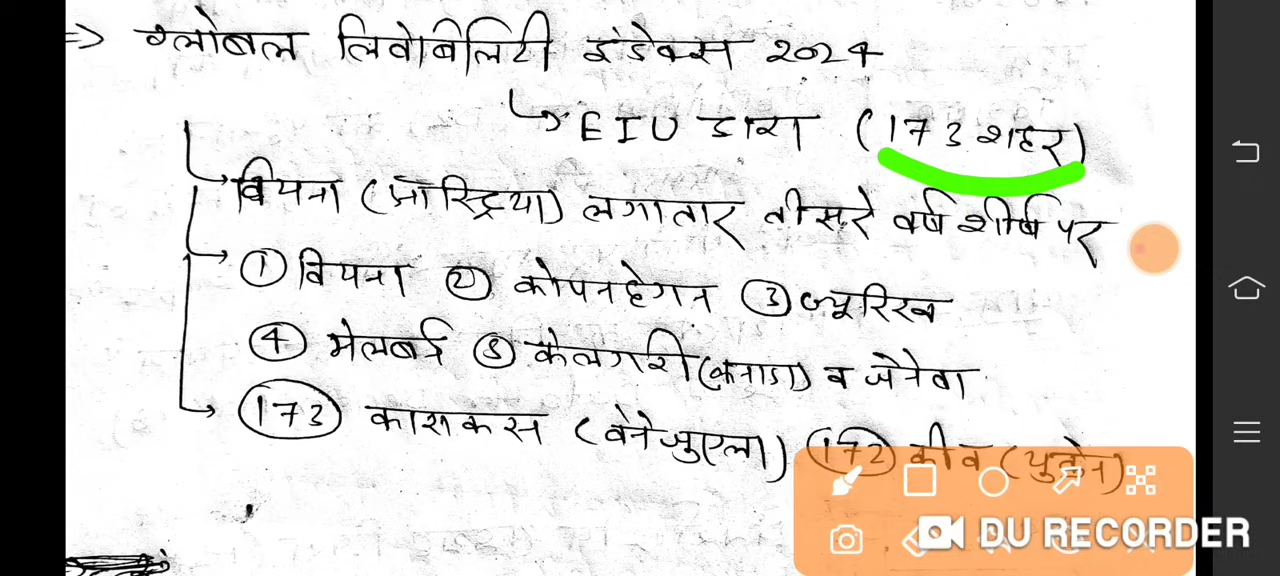 => ग्लोबल लिवेबिलिटी इंडेक्स 2024
↳ EIU द्वारा (173 शहर)
→ वियना (ऑस्ट्रिया) लगातार तीसरे वर्ष शीर्ष पर
→ ① वियना ② कोपनहेगन ③ ज्यूरिख
④ मेलबर्न ⑤ केलगरी (कनाडा) व जेनेवा
→ (173) काराकस (वेनेजुएला) (172) कीव (युक्रेन)
DU RECORDER